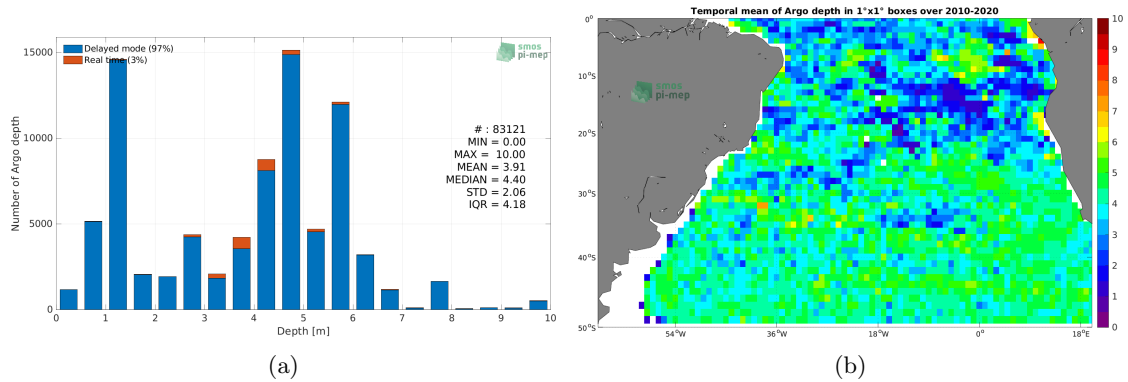 Delayed mode (97%)
Real time (3%)
smos
pi-mep
15000
10000
5000
0
Number of Argo depth
# : 83121
MIN = 0.00
MAX = 10.00
MEAN = 3.91
MEDIAN = 4.40
STD = 2.06
IQR = 4.18
0 1 2 3 4 5 6 7 8 9 10
Depth [m]
(a)
Temporal mean of Argo depth in 1°x1° boxes over 2010-2020
0°
10°S
20°S
30°S
40°S
50°S
smos
pi-mep
54°W 36°W 18°W 0° 18°E
10
9
8
7
6
5
4
3
2
1
0
(b)